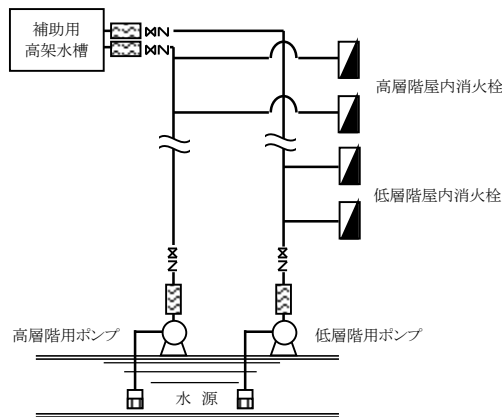 補助用
高架水槽
高層階屋内消火栓
低層階屋内消火栓
高層階用ポンプ
低層階用ポンプ
水 源